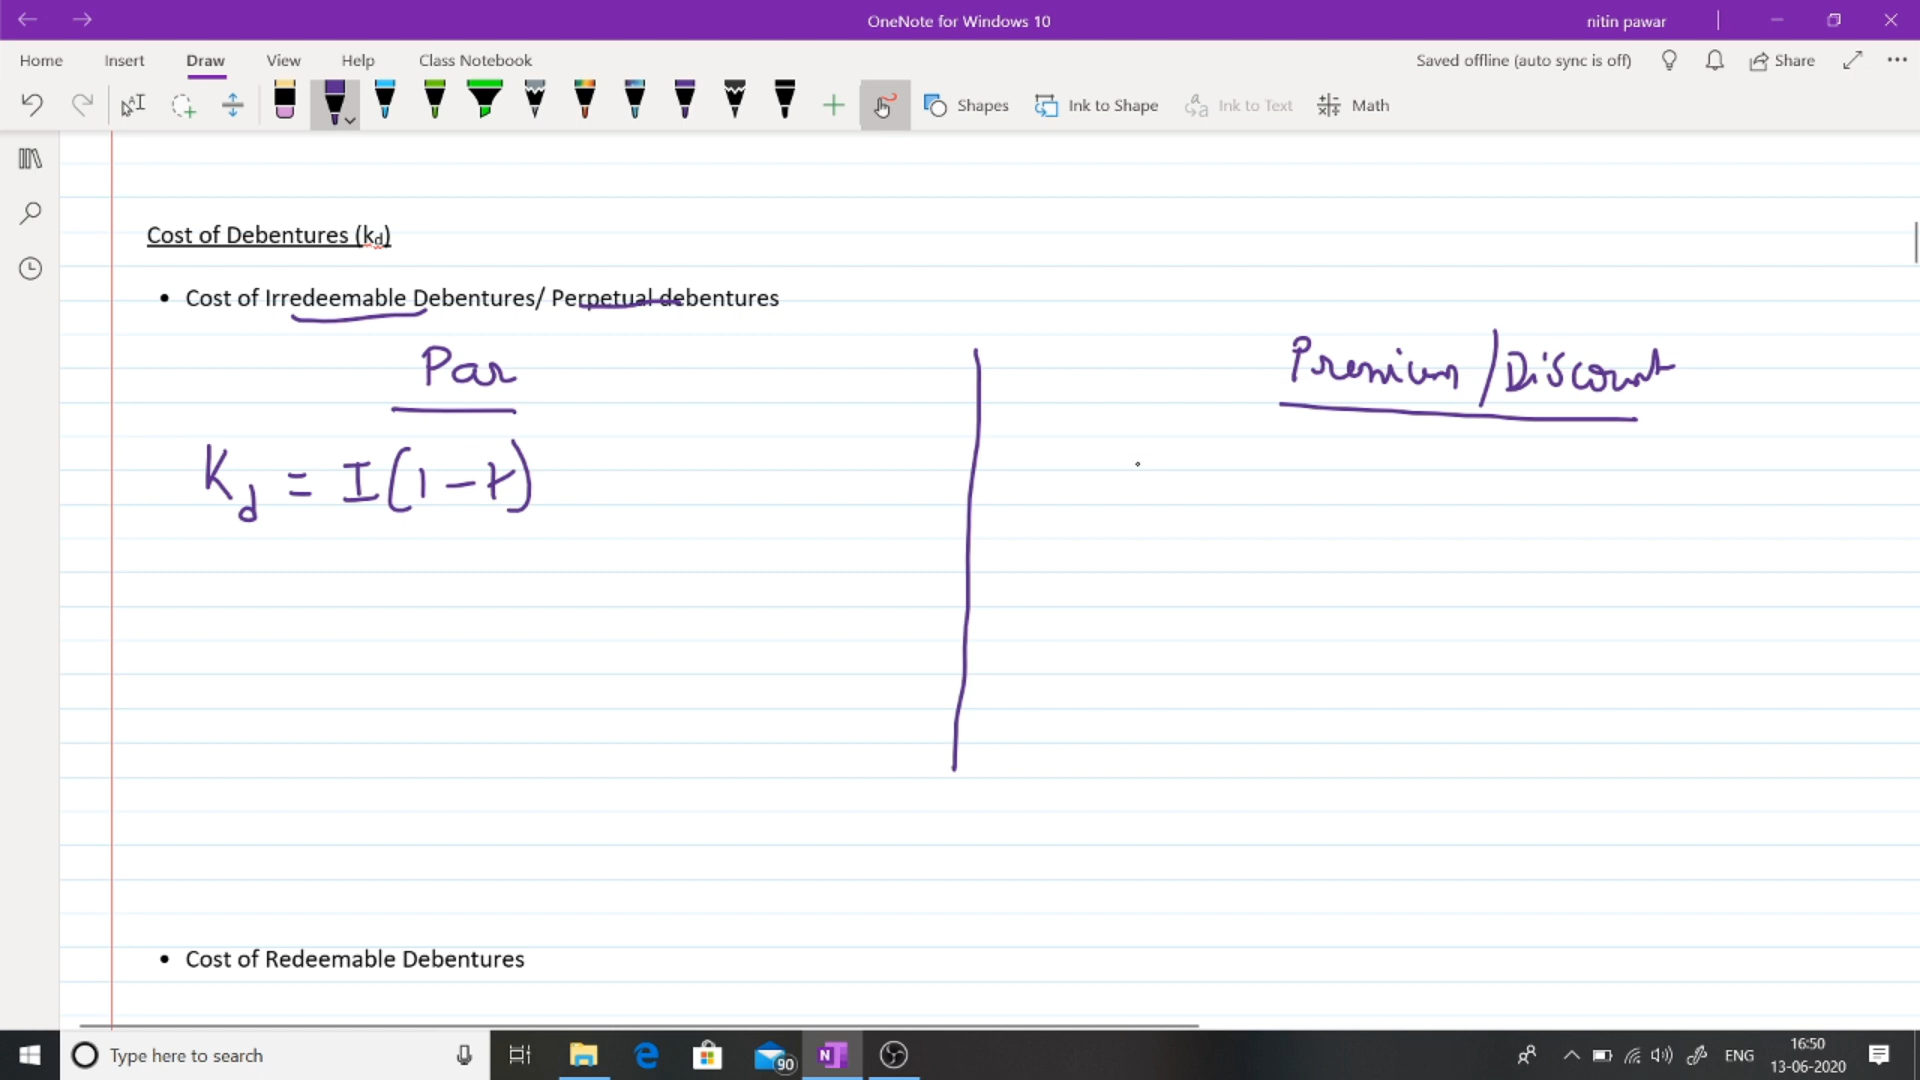 OneNote for Windows 10
nitin pawar
Home Insert Draw View Help Class Notebook
Saved offline (auto sync is off) Share
Shapes Ink to Shape Ink to Text Math
Cost of Debentures (kd)
• Cost of Irredeemable Debentures/ Perpetual debentures
Par
Premium/Discount
Kd = I(1-t)
• Cost of Redeemable Debentures
Type here to search
90
ENG
16:50
13-06-2020